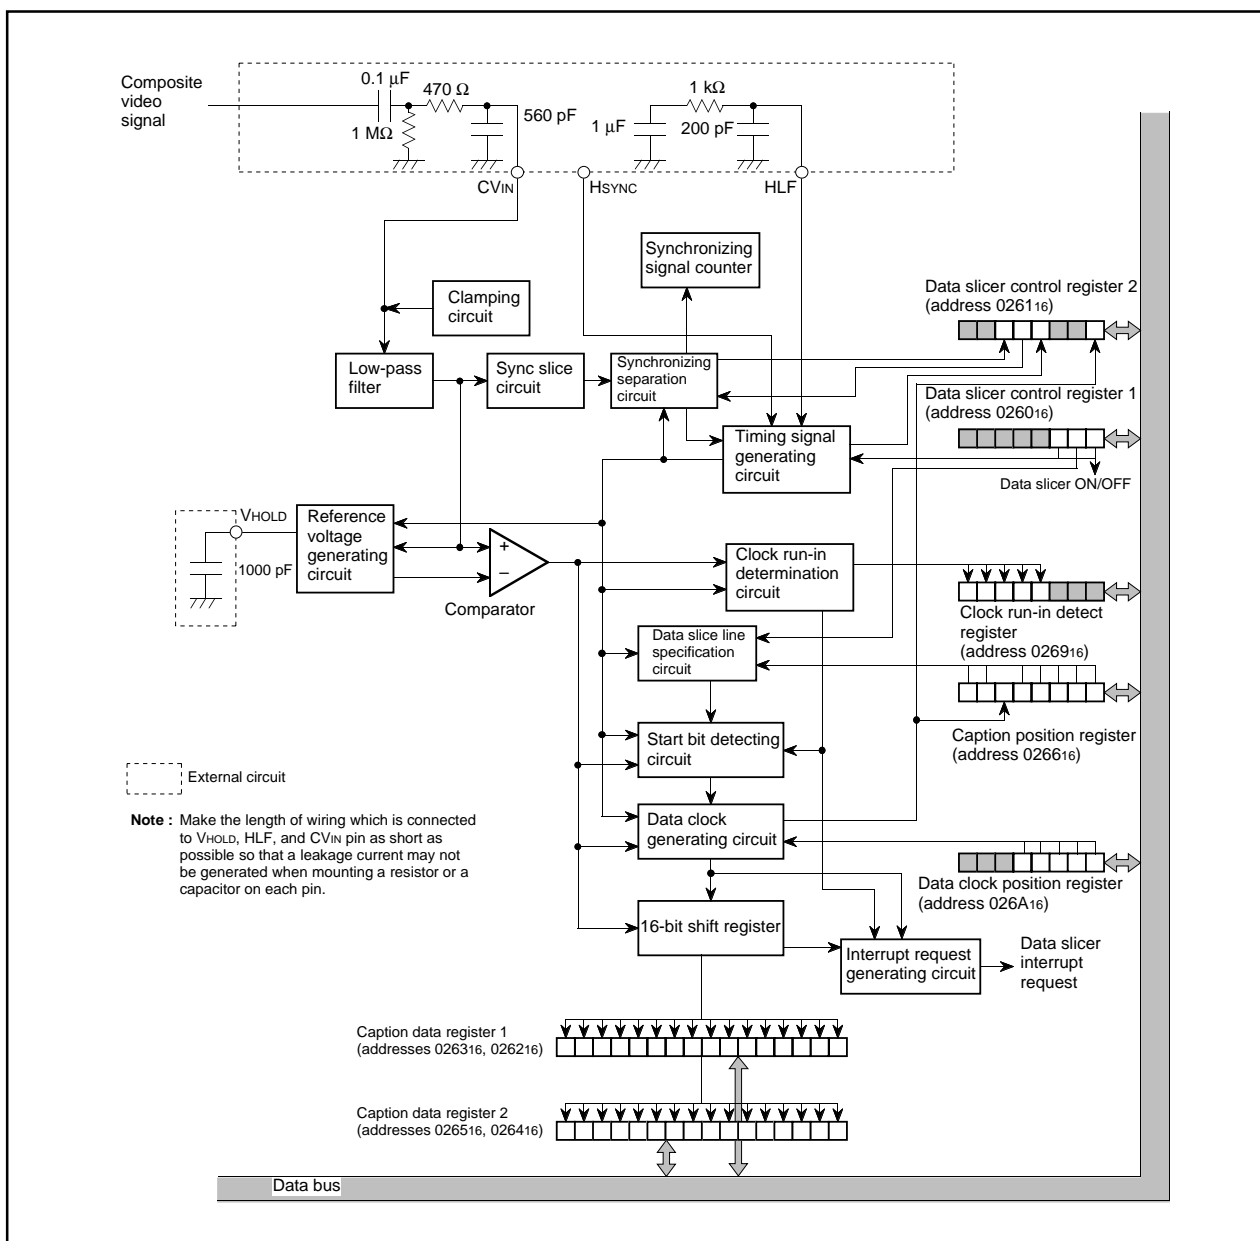 Composite
video
signal
0.1 μF
470 Ω
1 MΩ
560 pF
1 kΩ
1 μF
200 pF
CVIN
HSYNC
HLF
Synchronizing
signal counter
Clamping
circuit
Data slicer control register 2
(address 026116)
Low-pass
filter
Sync slice
circuit
Synchronizing
separation
circuit
Data slicer control register 1
(address 026016)
Timing signal
generating
circuit
Data slicer ON/OFF
VHOLD
1000 pF
Reference
voltage
generating
circuit
+
–
Comparator
Clock run-in
determination
circuit
Clock run-in detect
register
(address 026916)
Data slice line
specification
circuit
Start bit detecting
circuit
Caption position register
(address 026616)
External circuit
Note : Make the length of wiring which is connected
to VHOLD, HLF, and CVIN pin as short as
possible so that a leakage current may not
be generated when mounting a resistor or a
capacitor on each pin.
Data clock
generating circuit
Data clock position register
(address 026A16)
16-bit shift register
Interrupt request
generating circuit
Data slicer
interrupt
request
Caption data register 1
(addresses 026316, 026216)
Caption data register 2
(addresses 026516, 026416)
Data bus